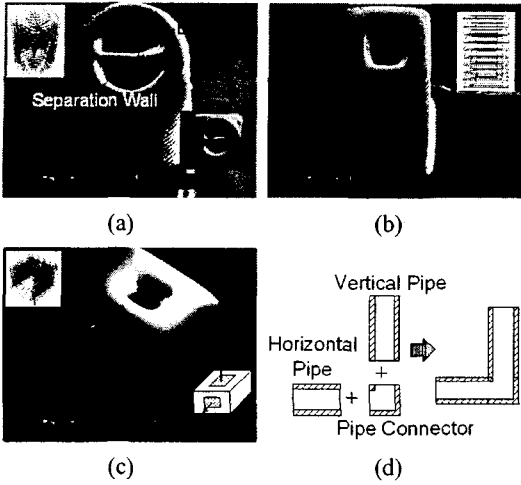 Separation Wall
(a)
(b)
Vertical Pipe
Horizontal
Pipe
+
+
Pipe Connector
(c)
(d)